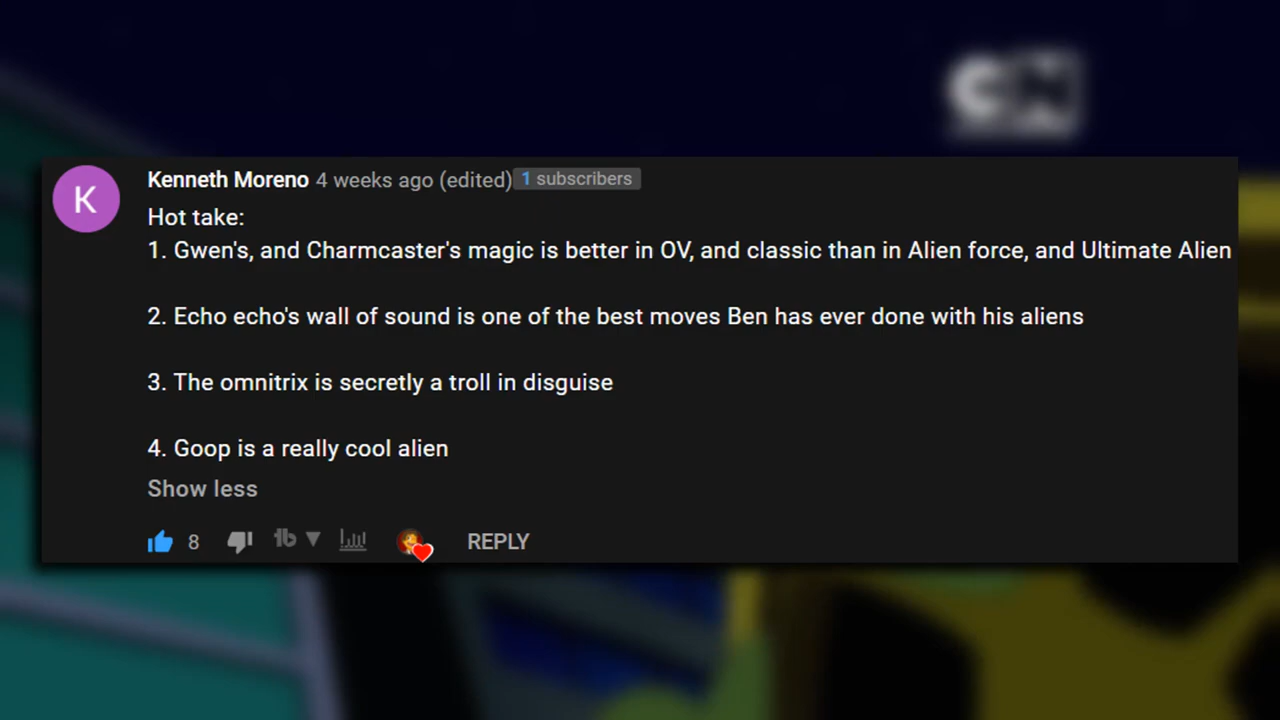 CN
K
Kenneth Moreno 4 weeks ago (edited) 1 subscribers
Hot take:
1. Gwen's, and Charmcaster's magic is better in OV, and classic than in Alien force, and Ultimate Alien
2. Echo echo's wall of sound is one of the best moves Ben has ever done with his aliens
3. The omnitrix is secretly a troll in disguise
4. Goop is a really cool alien
Show less
8 tb REPLY